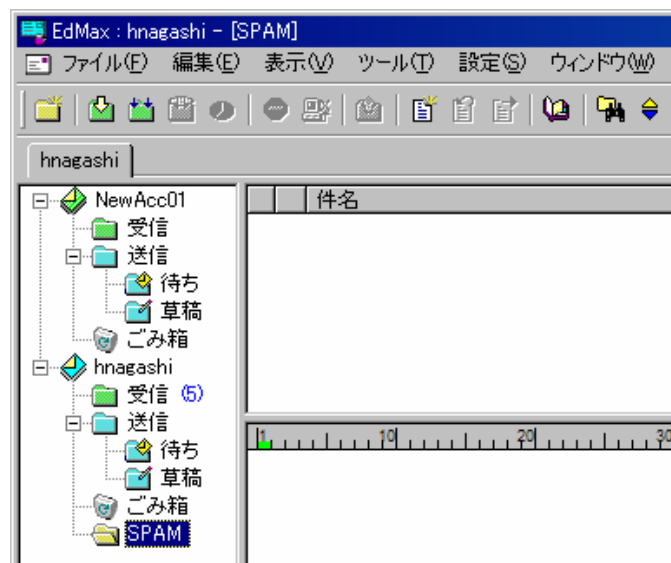 EdMax : hnagashi - [SPAM]
ファイル(F) 編集(E) 表示(V) ツール(T) 設定(S) ウィンドウ(W)
hnagashi
NewAcc01
受信
送信
待ち
草稿
ごみ箱
hnagashi
受信 (5)
送信
待ち
草稿
ごみ箱
SPAM
件名
1 10 20 30